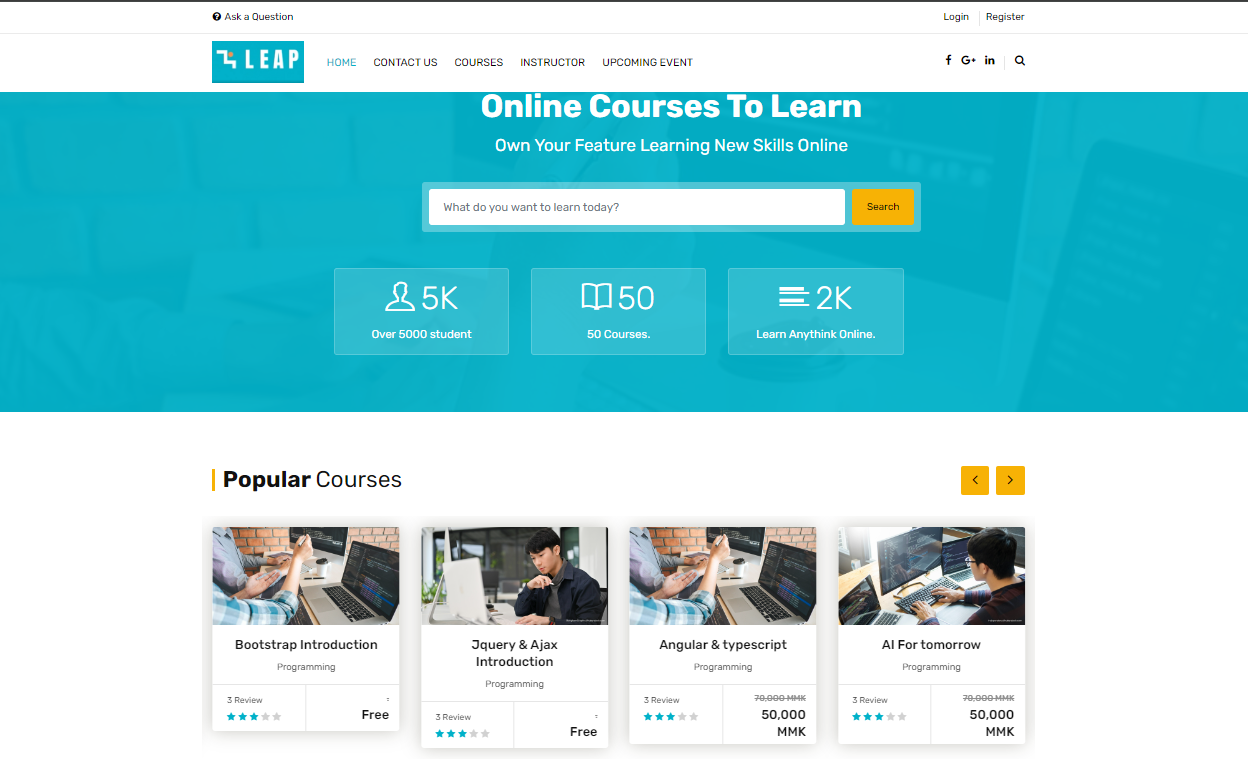 Ask a Question
Login
Register
LEAP
HOME
CONTACT US
COURSES
INSTRUCTOR
UPCOMING EVENT
G+
in
Online Courses To Learn
Own Your Feature Learning New Skills Online
What do you want to learn today?
Search
5K
Over 5000 student
50
50 Courses.
2K
Learn Anythink Online.
Popular Courses
Bootstrap Introduction
Programming
3 Review
Free
Jquery & Ajax
Introduction
Programming
3 Review
Free
Angular & typescript
Programming
3 Review
70,000 MMK
50,000
MMK
AI For tomorrow
Programming
3 Review
70,000 MMK
50,000
MMK